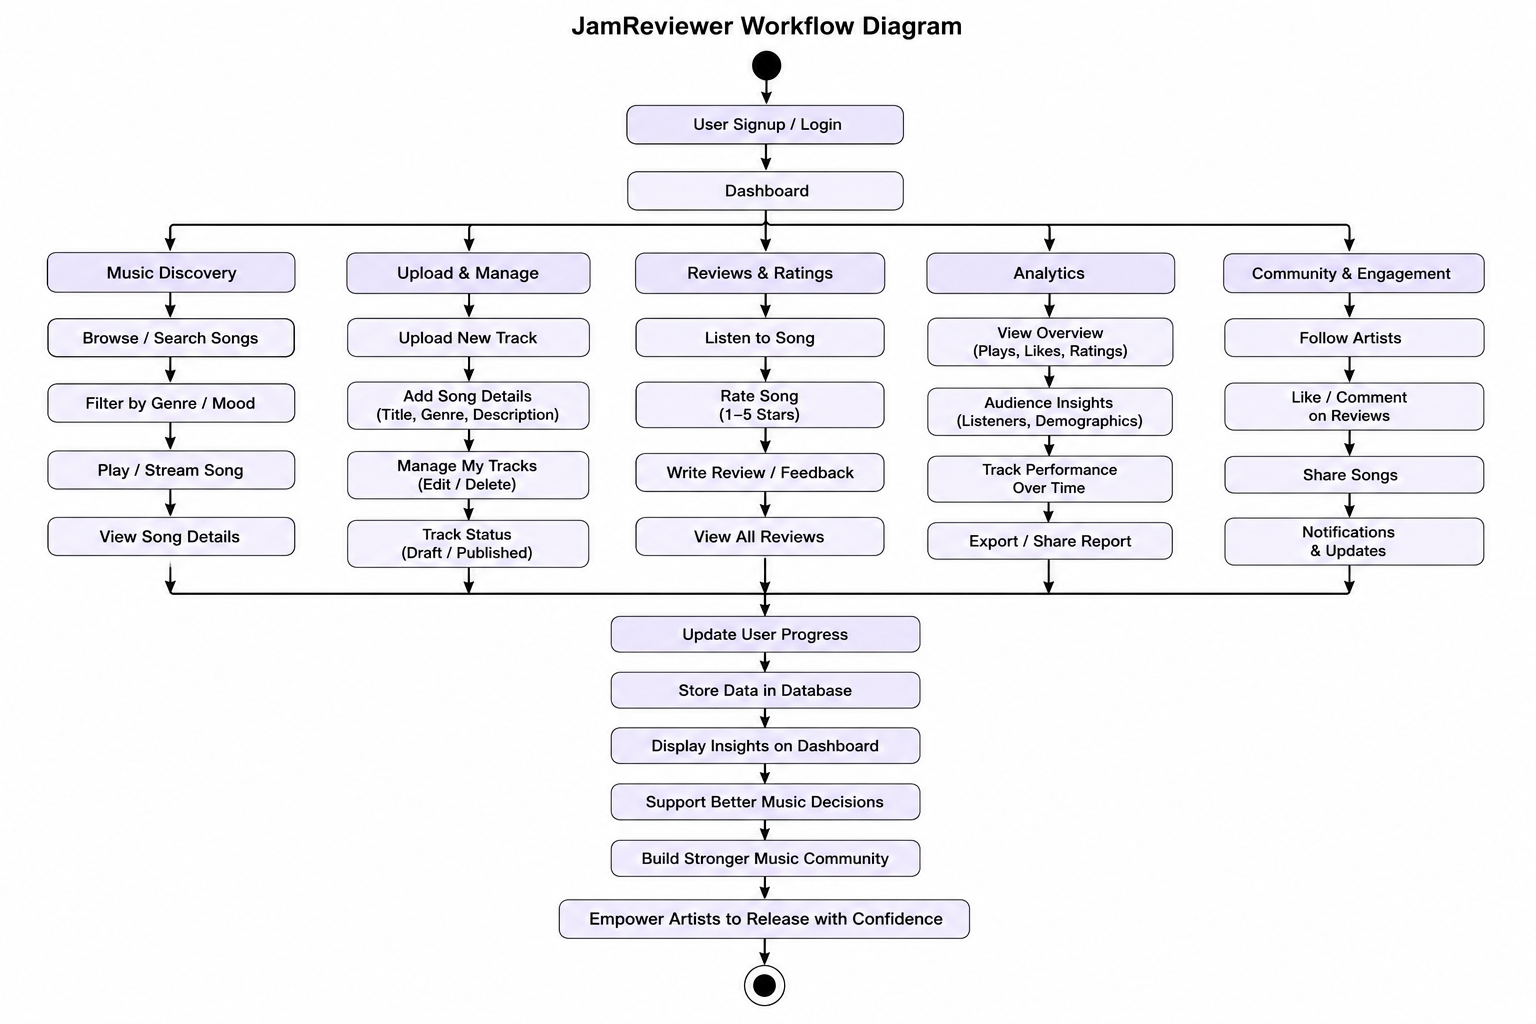 JamReviewer Workflow Diagram
User Signup / Login
Dashboard
Music Discovery
Browse / Search Songs
Filter by Genre / Mood
Play / Stream Song
View Song Details
Upload & Manage
Upload New Track
Add Song Details
(Title, Genre, Description)
Manage My Tracks
(Edit / Delete)
Track Status
(Draft / Published)
Reviews & Ratings
Listen to Song
Rate Song
(1–5 Stars)
Write Review / Feedback
View All Reviews
Analytics
View Overview
(Plays, Likes, Ratings)
Audience Insights
(Listeners, Demographics)
Track Performance
Over Time
Export / Share Report
Community & Engagement
Follow Artists
Like / Comment
on Reviews
Share Songs
Notifications
& Updates
Update User Progress
Store Data in Database
Display Insights on Dashboard
Support Better Music Decisions
Build Stronger Music Community
Empower Artists to Release with Confidence